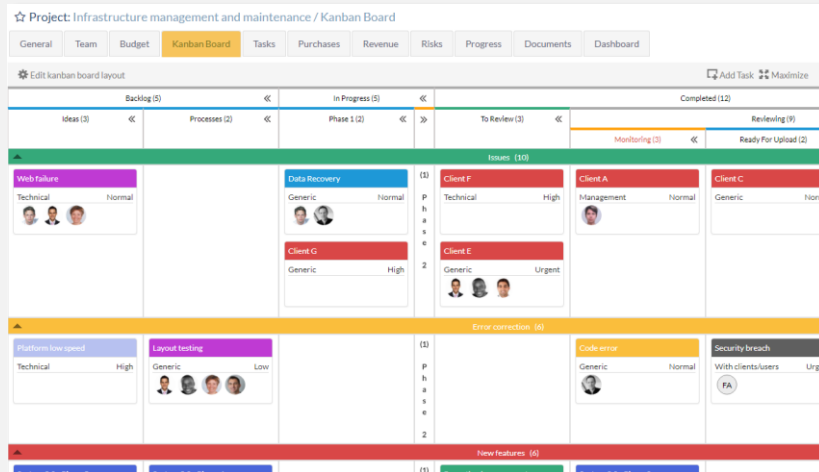 Project: Infrastructure management and maintenance / Kanban Board
General Team Budget Kanban Board Tasks Purchases Revenue Risks Progress Documents Dashboard
Edit kanban board layout Add Task Maximize
Backlog (5) « In Progress (5) « Completed (12)
Ideas (3) « Processes (2) « Phase 1 (2) « » To Review (3) « Reviewing (9)
Monitoring (3) « Ready For Upload (2)
Issues (10)
Web failure Data Recovery (1) Phase 2 Client F Client A Client C
Technical Normal Generic Normal Technical High Management Normal Generic
Client G Client E
Generic High Generic Urgent
Error correction (6)
Platform low speed Layout testing (1) Phase 2 Code error Security breach
Technical High Generic Low Generic Normal With clients/users
FA
New features (6)
(1)